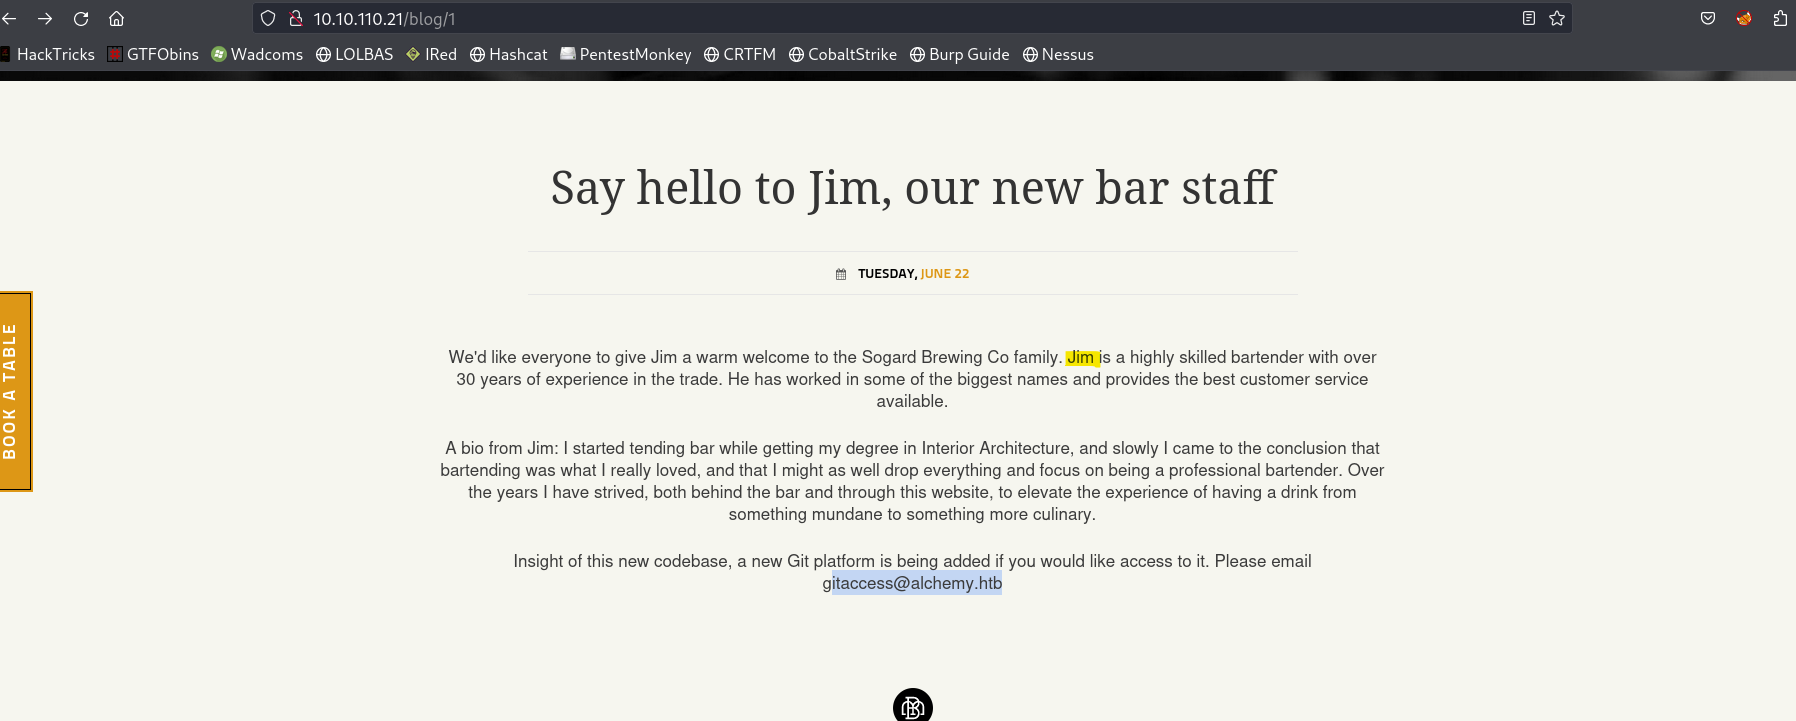 10.10.110.21/blog/1
HackTricks GTFObins Wadcoms LOLBAS IRed Hashcat PentestMonkey CRTFM CobaltStrike Burp Guide Nessus
Say hello to Jim, our new bar staff
TUESDAY, JUNE 22
BOOK A TABLE
We'd like everyone to give Jim a warm welcome to the Sogard Brewing Co family. Jim is a highly skilled bartender with over
30 years of experience in the trade. He has worked in some of the biggest names and provides the best customer service
available.
A bio from Jim: I started tending bar while getting my degree in Interior Architecture, and slowly I came to the conclusion that
bartending was what I really loved, and that I might as well drop everything and focus on being a professional bartender. Over
the years I have strived, both behind the bar and through this website, to elevate the experience of having a drink from
something mundane to something more culinary.
Insight of this new codebase, a new Git platform is being added if you would like access to it. Please email
gitaccess@alchemy.htb